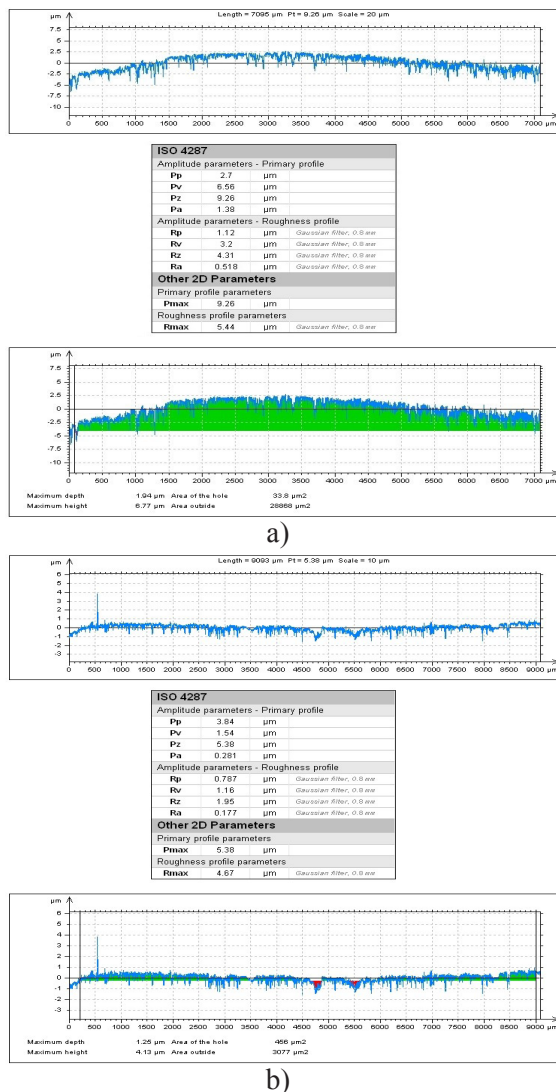 Length = 7095 µm Pt = 9.26 µm Scale = 20 µm
µm
7.5
5
2.5
0
-2.5
-5
-7.5
-10
0 500 1000 1500 2000 2500 3000 3500 4000 4500 5000 5500 6000 6500 7000 µm
ISO 4287
Amplitude parameters - Primary profile
Pp 2.7 µm
Pv 6.56 µm
Pz 9.26 µm
Pa 1.38 µm
Amplitude parameters - Roughness profile
Rp 1.12 µm Gaussian filter, 0.8 mm
Rv 3.2 µm Gaussian filter, 0.8 mm
Rz 4.31 µm Gaussian filter, 0.8 mm
Ra 0.518 µm Gaussian filter, 0.8 mm
Other 2D Parameters
Primary profile parameters
Pmax 9.26 µm
Roughness profile parameters
Rmax 5.44 µm Gaussian filter, 0.8 mm
µm
7.5
5
2.5
0
-2.5
-5
-7.5
-10
0 500 1000 1500 2000 2500 3000 3500 4000 4500 5000 5500 6000 6500 7000 µm
Maximum depth 1.94 µm Area of the hole 33.8 µm2
Maximum height 6.77 µm Area outside 28868 µm2
a)
Length = 9093 µm Pt = 5.38 µm Scale = 10 µm
µm
6
5
4
3
2
1
0
-1
-2
-3
0 500 1000 1500 2000 2500 3000 3500 4000 4500 5000 5500 6000 6500 7000 7500 8000 8500 9000 µm
ISO 4287
Amplitude parameters - Primary profile
Pp 3.84 µm
Pv 1.54 µm
Pz 5.38 µm
Pa 0.281 µm
Amplitude parameters - Roughness profile
Rp 0.787 µm Gaussian filter, 0.8 mm
Rv 1.16 µm Gaussian filter, 0.8 mm
Rz 1.95 µm Gaussian filter, 0.8 mm
Ra 0.177 µm Gaussian filter, 0.8 mm
Other 2D Parameters
Primary profile parameters
Pmax 5.38 µm
Roughness profile parameters
Rmax 4.67 µm Gaussian filter, 0.8 mm
µm
6
5
4
3
2
1
0
-1
-2
-3
0 500 1000 1500 2000 2500 3000 3500 4000 4500 5000 5500 6000 6500 7000 7500 8000 8500 9000 µm
Maximum depth 1.25 µm Area of the hole 456 µm2
Maximum height 4.13 µm Area outside 3077 µm2
b)